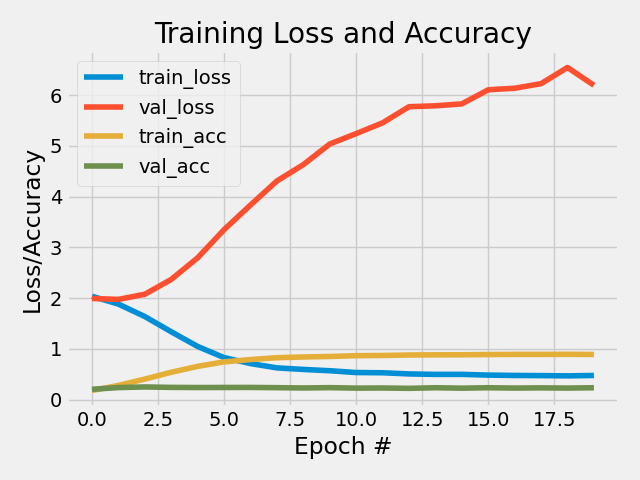 Training Loss and Accuracy
train_loss
val_loss
train_acc
val_acc
Loss/Accuracy
6
5
4
3
2
1
0
0.0 2.5 5.0 7.5 10.0 12.5 15.0 17.5
Epoch #